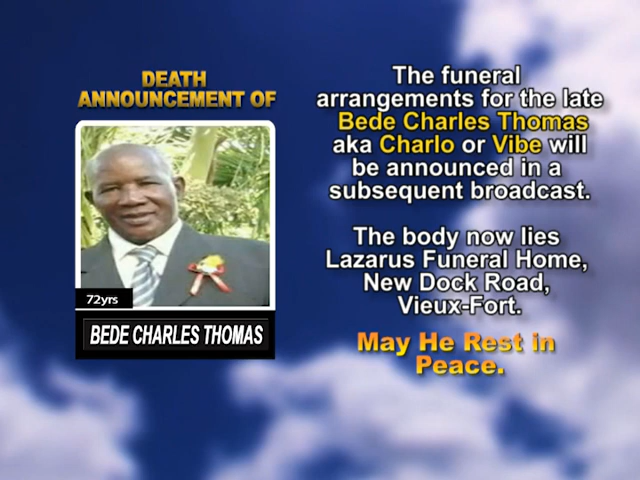 DEATH
ANNOUNCEMENT OF
72yrs
BEDE CHARLES THOMAS
The funeral
arrangements for the late
Bede Charles Thomas
aka Charlo or Vibe will
be announced in a
subsequent broadcast.
The body now lies
Lazarus Funeral Home,
New Dock Road,
Vieux-Fort.
May He Rest in
Peace.